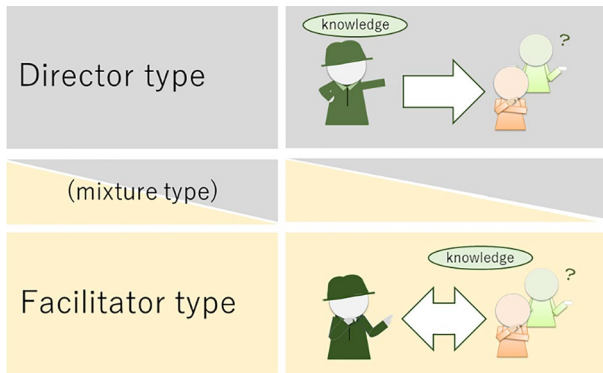 Director type
knowledge
?
(mixture type)
Facilitator type
knowledge
?